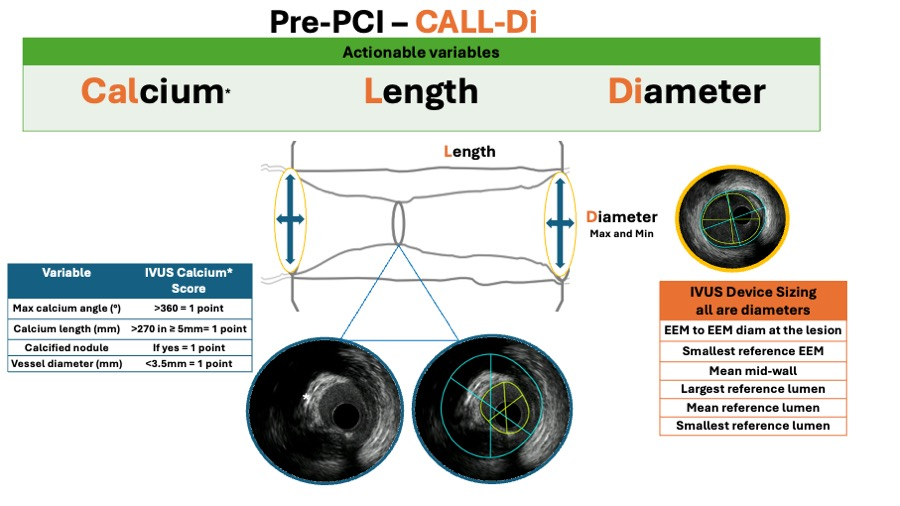 Pre-PCI – CALL-Di
Actionable variables
Calcium* Length Diameter
Length
Diameter
Max and Min
Variable IVUS Calcium*
Score
Max calcium angle (º) >360 = 1 point
Calcium length (mm) >270 in ≥ 5mm= 1 point
Calcified nodule If yes = 1 point
Vessel diameter (mm) <3.5mm = 1 point
*
IVUS Device Sizing
all are diameters
EEM to EEM diam at the lesion
Smallest reference EEM
Mean mid-wall
Largest reference lumen
Mean reference lumen
Smallest reference lumen